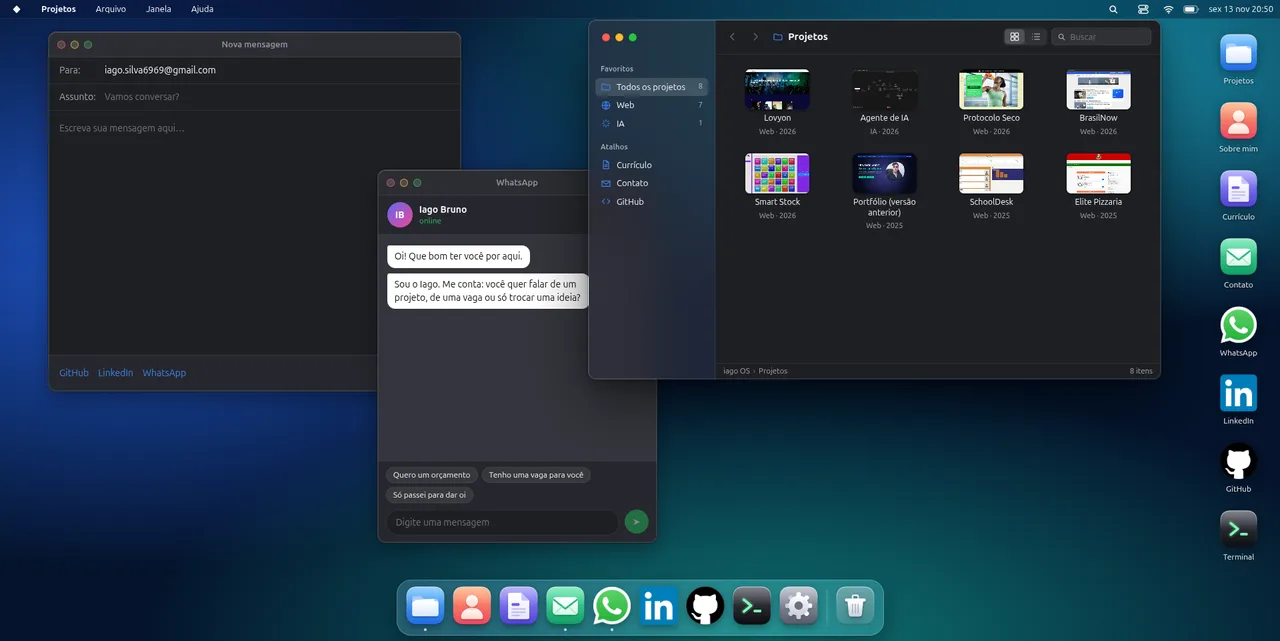 Projetos Arquivo Janela Ajuda
sex 13 nov 20:50
Nova mensagem
Para: iago.silva6969@gmail.com
Assunto: Vamos conversar?
Escreva sua mensagem aqui...
GitHub LinkedIn WhatsApp
WhatsApp
IB
Iago Bruno
online
Oi! Que bom ter você por aqui.
Sou o Iago. Me conta: você quer falar de um
projeto, de uma vaga ou só trocar uma ideia?
Quero um orçamento
Tenho uma vaga para você
Só passei para dar oi
Digite uma mensagem
Favoritos
Todos os projetos 8
Web 7
IA 1
Atalhos
Currículo
Contato
GitHub
Projetos
Buscar
Lovyon
Web · 2026
Agente de IA
IA · 2026
Protocolo Seco
Web · 2026
BrasilNow
Web · 2026
Smart Stock
Web · 2026
Portfólio (versão
anterior)
Web · 2025
SchoolDesk
Web · 2025
Elite Pizzaria
Web · 2025
iago OS › Projetos
8 itens
Projetos
Sobre mim
Currículo
Contato
WhatsApp
LinkedIn
GitHub
Terminal